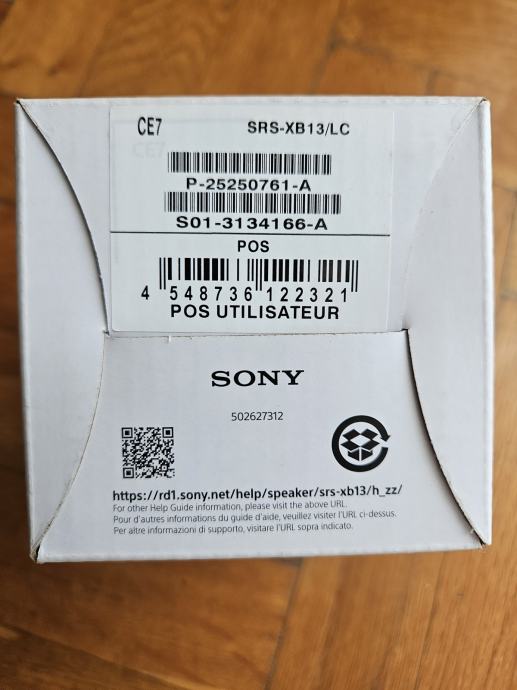 CE7 SRS-XB13/LC
P-25250761-A
S01-3134166-A
POS
4 548736 122321
POS UTILISATEUR
SONY
502627312
https://rd1.sony.net/help/speaker/srs-xb13/h_zz/
For other Help Guide information, please visit the above URL.
Pour d'autres informations du guide d'aide, veuillez visiter l'URL ci-dessus.
Per altre informazioni di supporto, visitare l'URL sopra indicato.